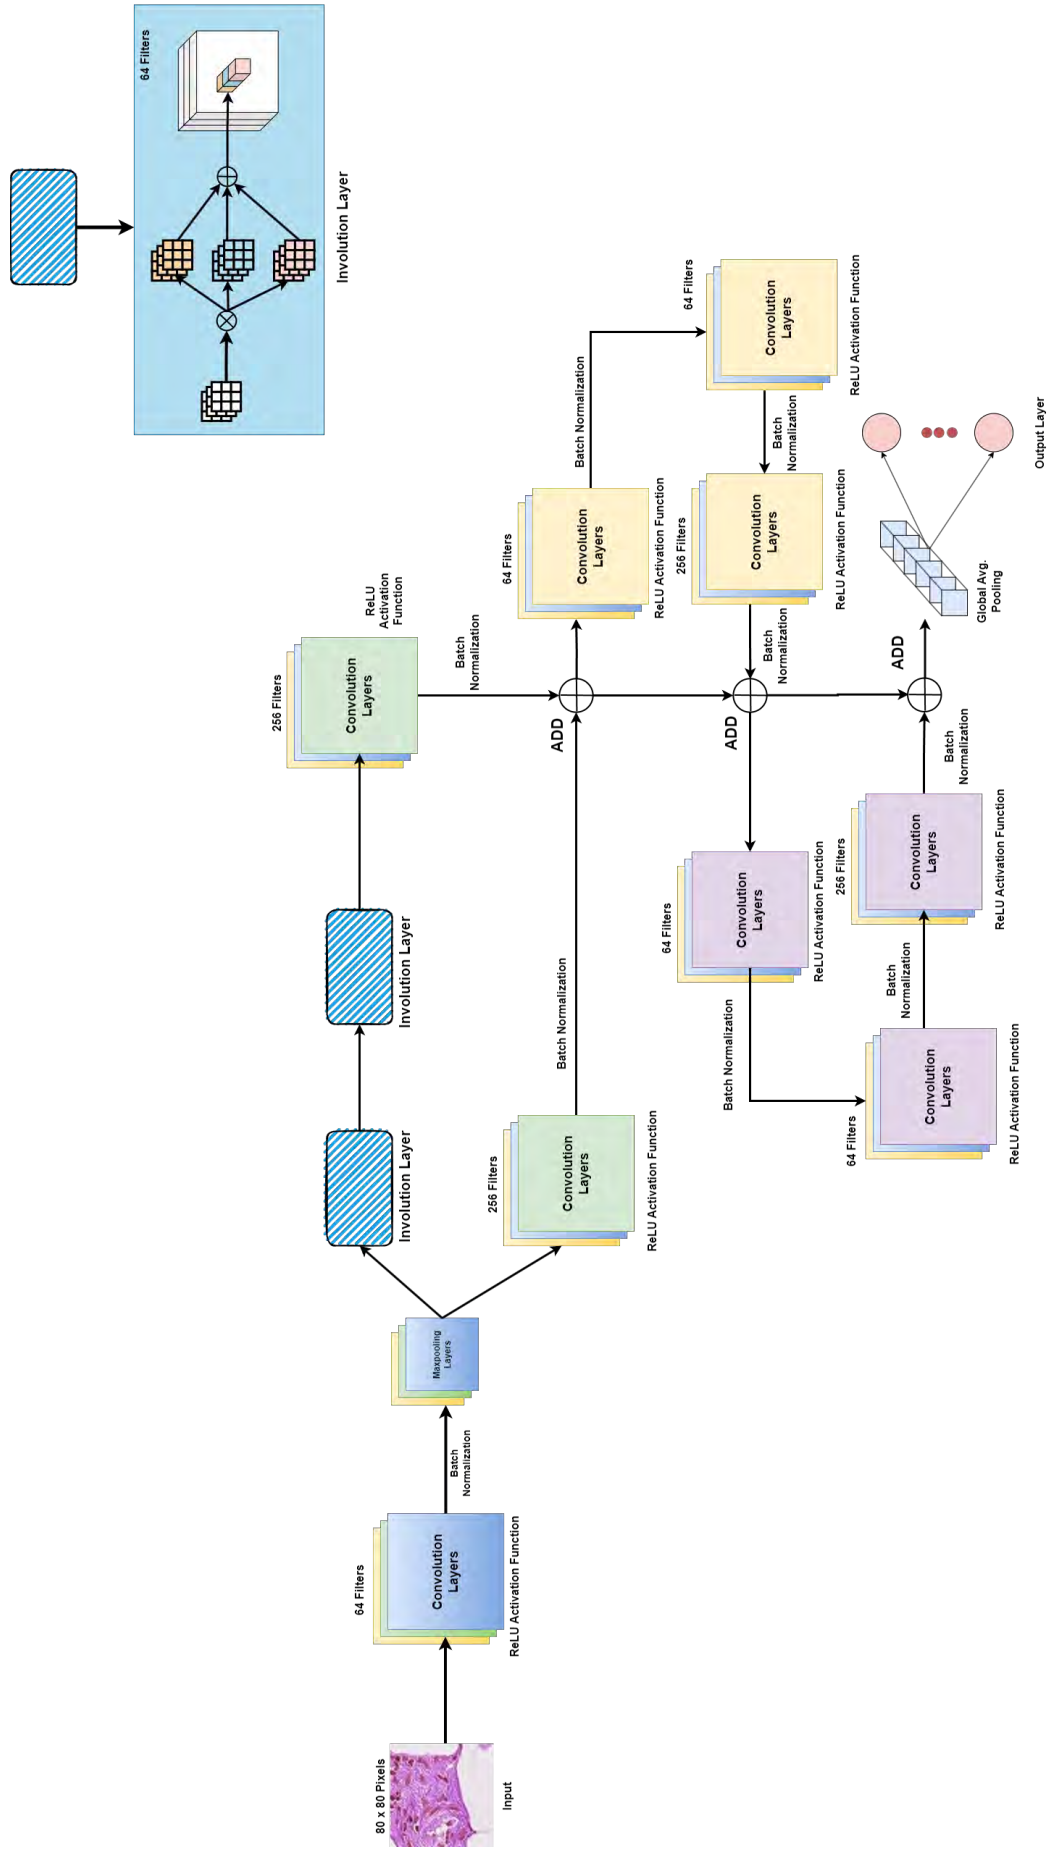 80 x 80 Pixels
Input
64 Filters
Convolution
Layers
ReLU Activation Function
Batch
Normalization
Maxpooling
Layers
Involution Layer
Involution Layer
256 Filters
Convolution
Layers
ReLU
Activation
Function
Batch
Normalization
256 Filters
Convolution
Layers
ReLU Activation Function
Batch Normalization
ADD
64 Filters
Convolution
Layers
ReLU Activation Function
Batch Normalization
64 Filters
Convolution
Layers
ReLU Activation Function
Batch
Normalization
256 Filters
Convolution
Layers
ReLU Activation Function
Batch
Normalization
ADD
64 Filters
Convolution
Layers
ReLU Activation Function
Batch Normalization
64 Filters
Convolution
Layers
ReLU Activation Function
Batch
Normalization
256 Filters
Convolution
Layers
ReLU Activation Function
Batch
Normalization
ADD
Global Avg.
Pooling
Output Layer
64 Filters
Involution Layer